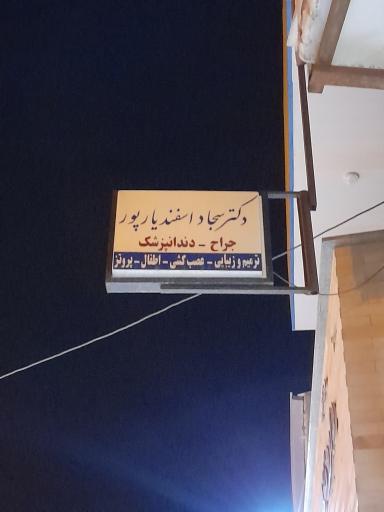 دکتر سجاد اسفندیارپور
جراح - دندانپزشک
ترمیم و زیبایی - عصب کشی - اطفال - پروتز